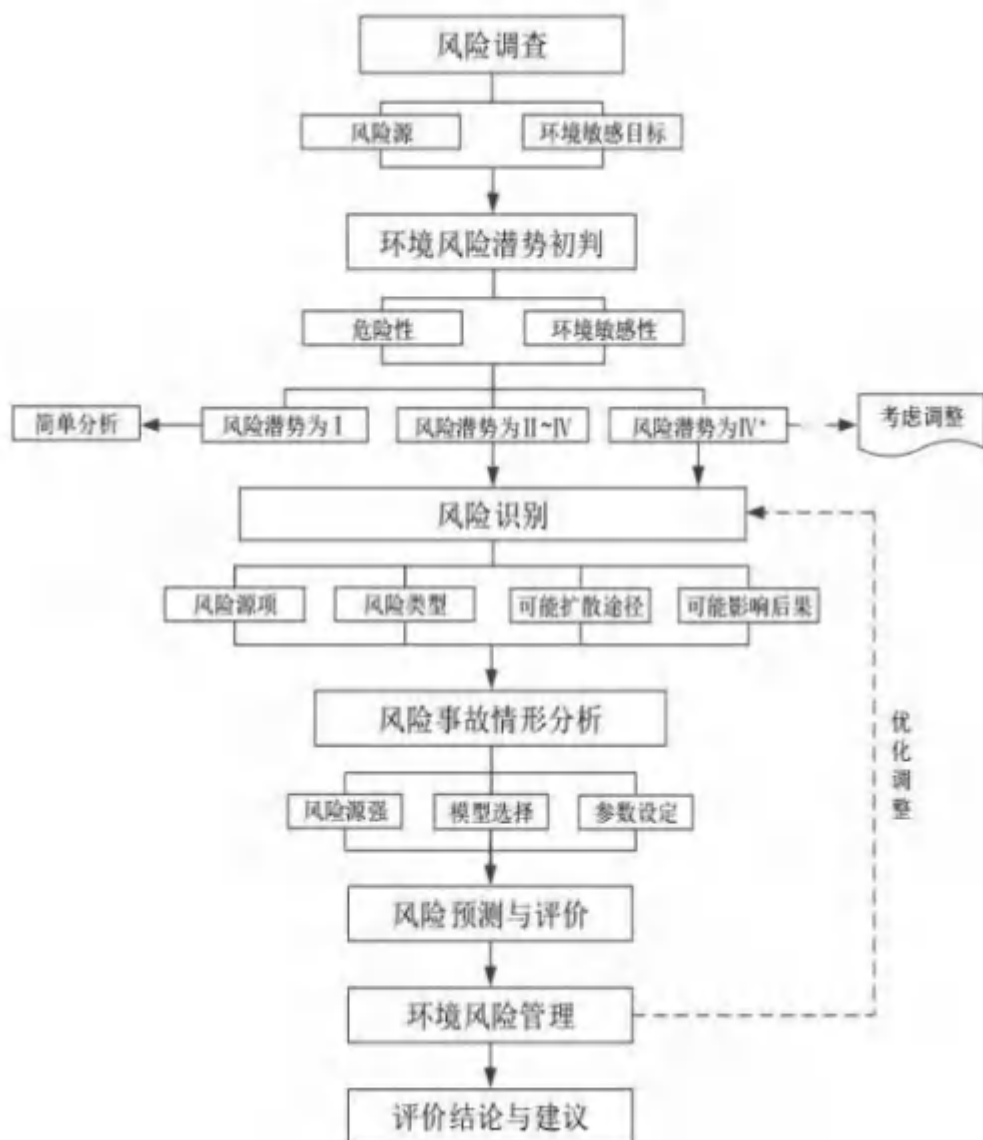 风险调查
风险源
环境敏感目标
环境风险潜势初判
危险性
环境敏感性
简单分析
风险潜势为Ⅰ
风险潜势为Ⅱ~Ⅳ
风险潜势为Ⅳ+
考虑调整
风险识别
风险源项
风险类型
可能扩散途径
可能影响后果
风险事故情形分析
优化调整
风险源强
模型选择
参数设定
风险预测与评价
环境风险管理
评价结论与建议